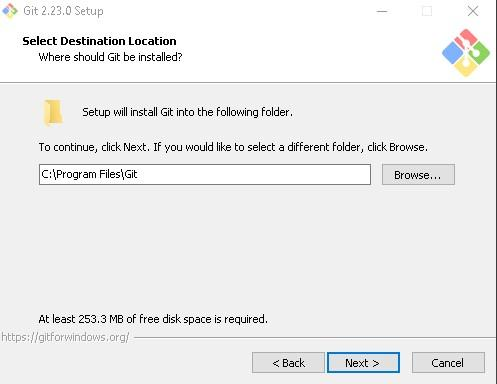 Git 2.23.0 Setup
Select Destination Location
Where should Git be installed?
Setup will install Git into the following folder.
To continue, click Next. If you would like to select a different folder, click Browse.
C:\Program Files\Git
Browse...
At least 253.3 MB of free disk space is required.
https://gitforwindows.org/
< Back
Next >
Cancel